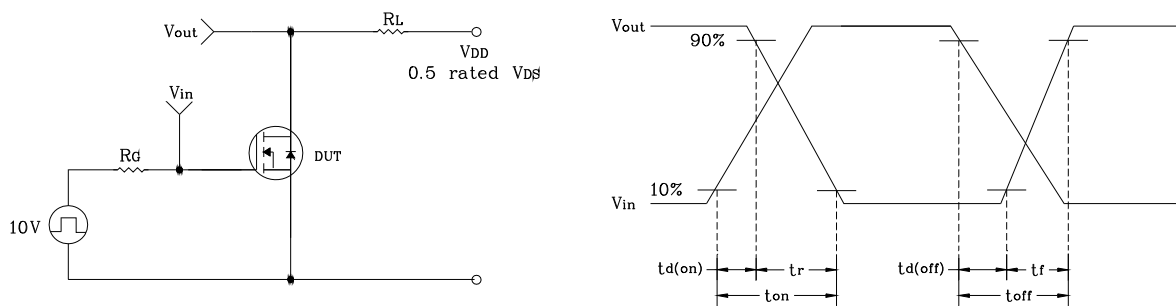 Vout
RL
VDD
0.5 rated VDS
Vin
DUT
RG
10V
Vout
90%
10%
Vin
td(on)
tr
td(off)
tf
ton
toff